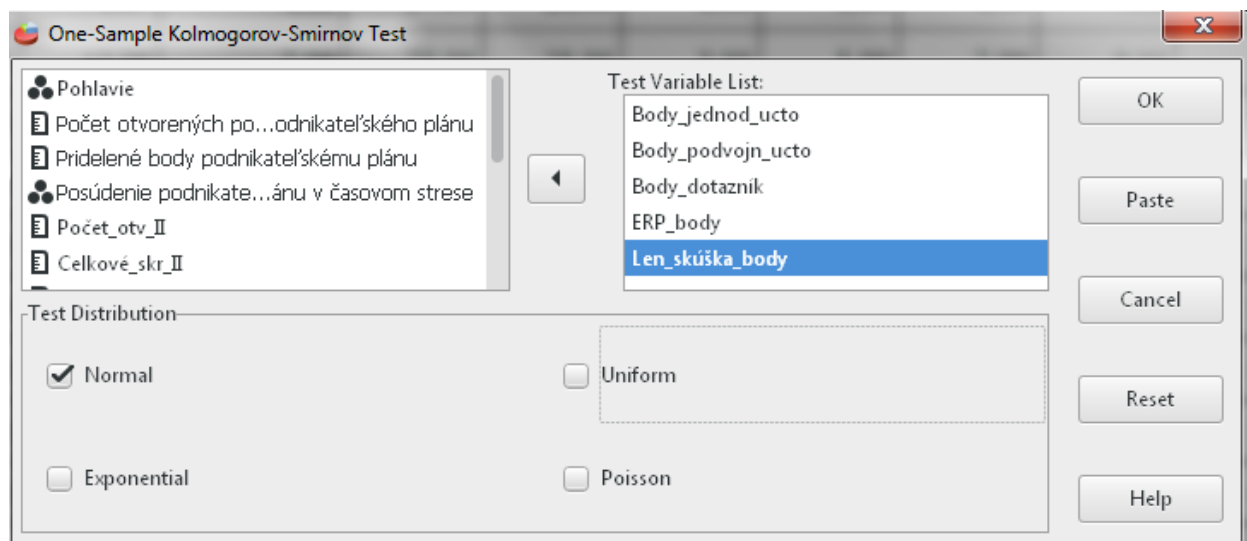 One-Sample Kolmogorov-Smirnov Test
Pohlavie
Počet otvorených po...odnikateľského plánu
Pridelené body podnikateľskému plánu
Posúdenie podnikate...ánu v časovom strese
Počet_otv_II
Celkové_skr_II
Test Variable List:
Body_jednod_ucto
Body_podvojn_ucto
Body_dotazník
ERP_body
Len_skúška_body
OK
Paste
Cancel
Reset
Help
Test Distribution
Normal
Uniform
Exponential
Poisson